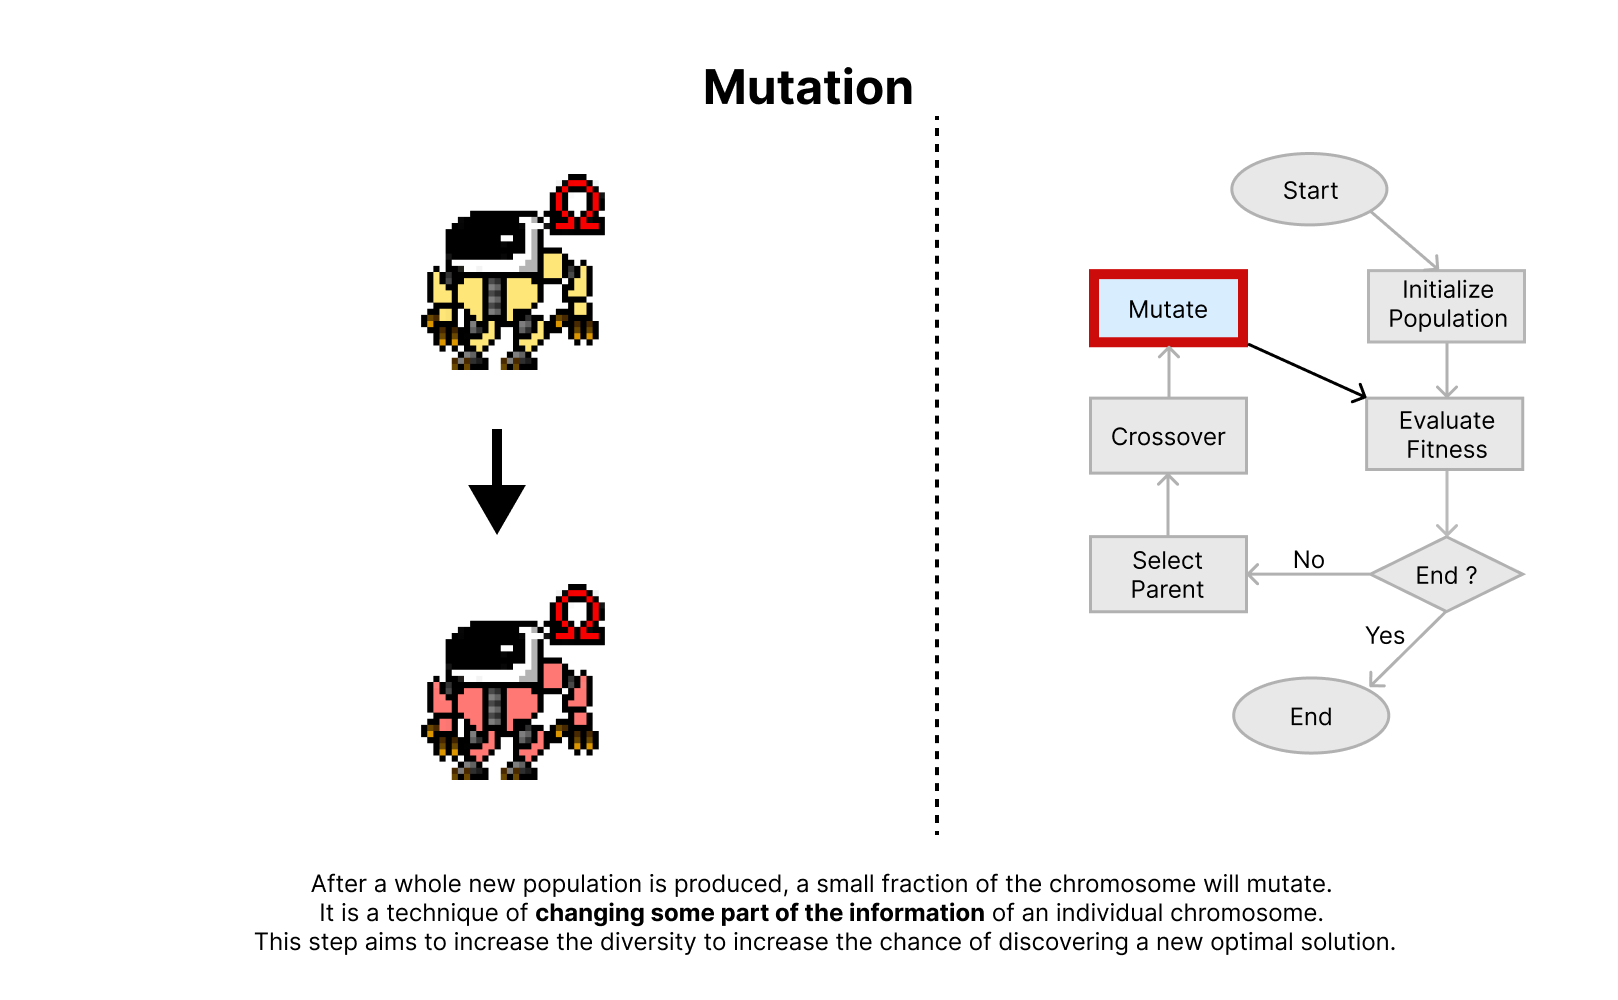 Mutation
Ω
Ω
Start
Initialize
Population
Mutate
Evaluate
Fitness
Crossover
Select
Parent
No
End ?
Yes
End
After a whole new population is produced, a small fraction of the chromosome will mutate.
It is a technique of changing some part of the information of an individual chromosome.
This step aims to increase the diversity to increase the chance of discovering a new optimal solution.